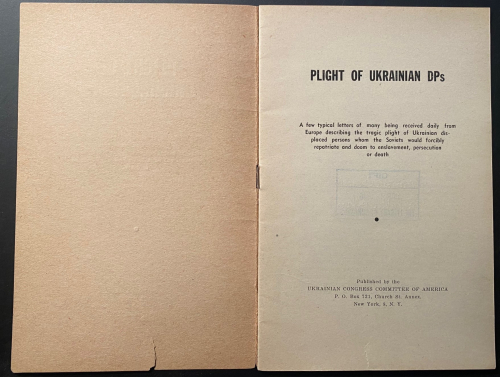 PLIGHT OF UKRAINIAN DPs
A few typical letters of many being received daily from
Europe describing the tragic plight of Ukrainian dis-
placed persons whom the Soviets would forcibly
repatriate and doom to enslavement, persecution
or death
Published by the
UKRAINIAN CONGRESS COMMITTEE OF AMERICA
P. O. Box 721, Church St. Annex
New York, 8, N. Y.